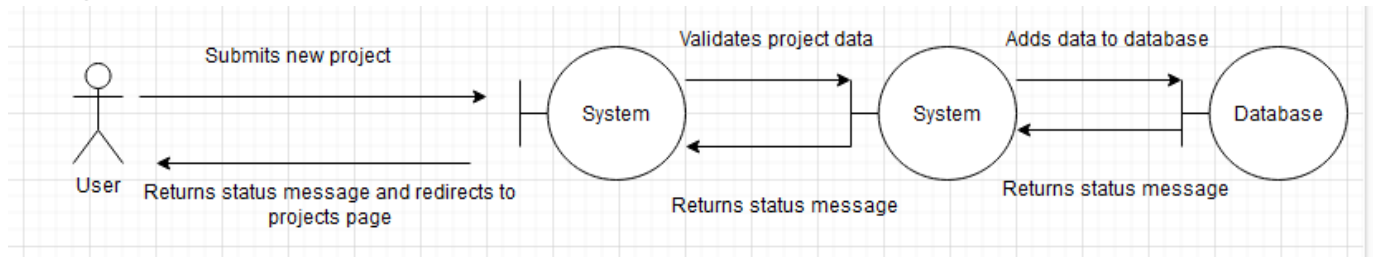 Submits new project
Validates project data
Adds data to database
System
System
Database
User
Returns status message and redirects to
projects page
Returns status message
Returns status message